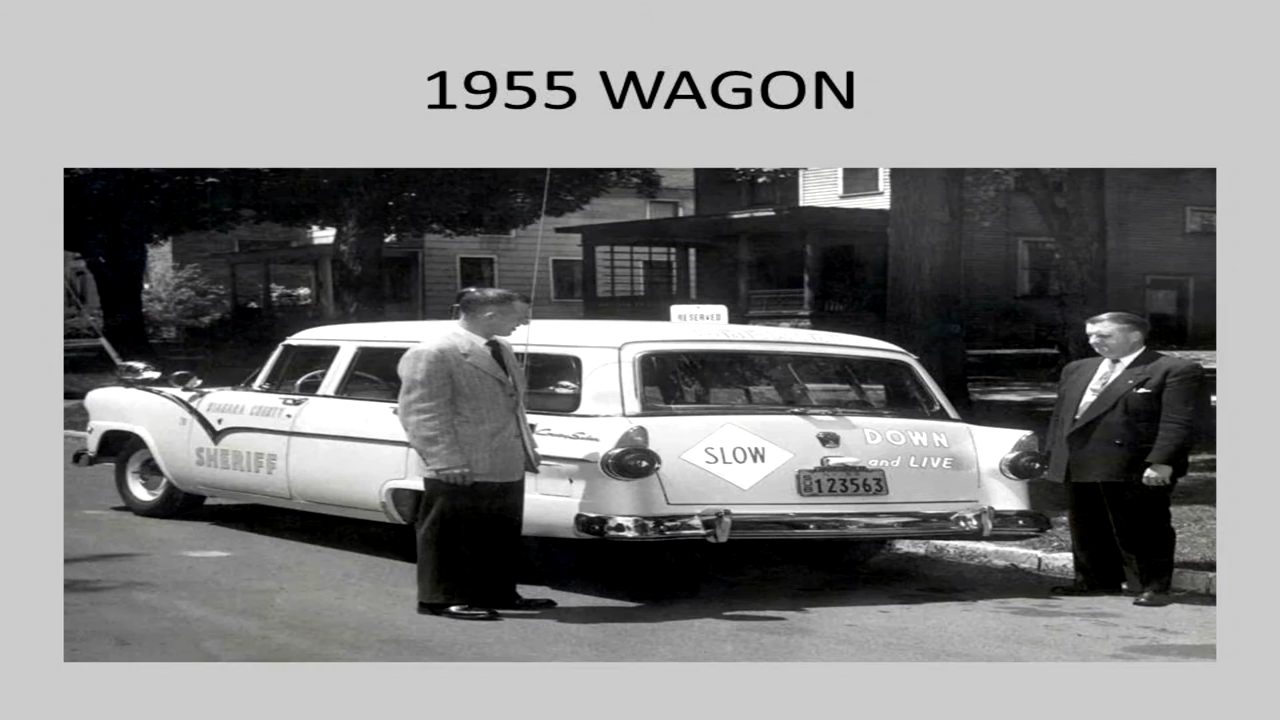 1955 WAGON
RESERVED
NIAGARA COUNTY
SHERIFF
SLOW
DOWN
and LIVE
123563